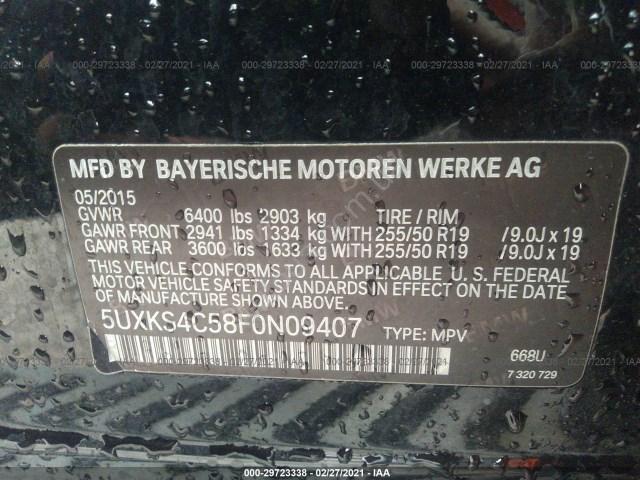 000-29723338 - 02/27/2021 - IAA
MFD BY BAYERISCHE MOTOREN WERKE AG
05/2015
GVWR 6400 lbs 2903 kg TIRE / RIM
GAWR FRONT 2941 lbs 1334 kg WITH 255/50 R19 /9.0J x 19
GAWR REAR 3600 lbs 1633 kg WITH 255/50 R19 /9.0J x 19
THIS VEHICLE CONFORMS TO ALL APPLICABLE U. S. FEDERAL
MOTOR VEHICLE SAFETY STANDARDS IN EFFECT ON THE DATE
OF MANUFACTURE SHOWN ABOVE.
5UXKS4C58F0N09407 TYPE: MPV
668U
7 320 729
000-29723338 - 02/27/2021 - IAA